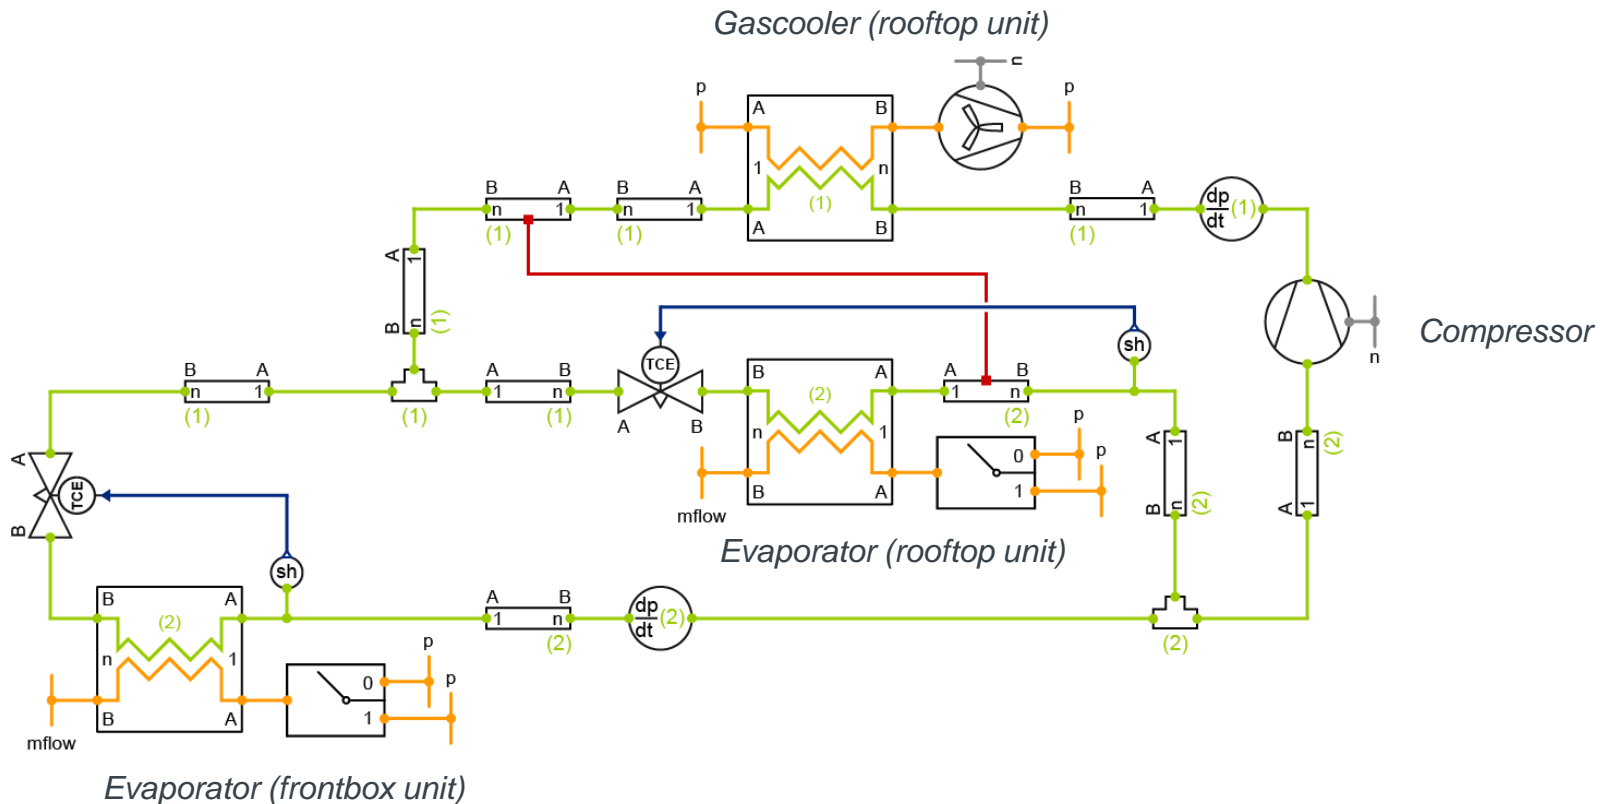 Gascooler (rooftop unit)
n
p
p
A B
1 n
(1)
A B
B A
n 1
(1)
B A
n 1
(1)
B A
n 1
(1)
dp
dt
(1)
A
1
B
n
(1)
n
Compressor
B A
n 1
(1)
(1)
A B
1 n
(1)
TCE
A B
sh
B A
(2)
n 1
B A
A B
1 n
(2)
p
p
0
1
mflow
Evaporator (rooftop unit)
A
1
B
n
(2)
B
n
A
1
(2)
A
B
TCE
sh
B A
(2)
n 1
B A
A B
1 n
(2)
dp
dt
(2)
(2)
p
p
0
1
mflow
Evaporator (frontbox unit)